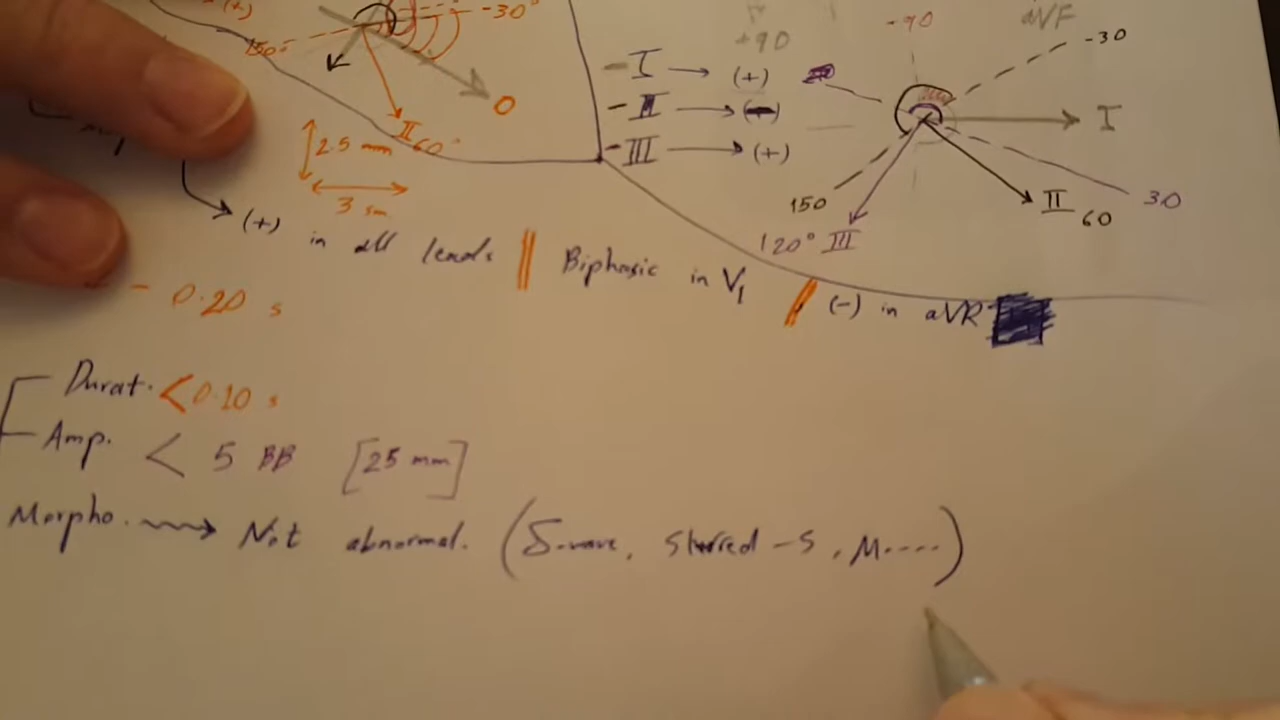 -30°
150°
II 60°
0
2.5 mm
3 sm
+90
- I → (+)
- II → (-)
- III → (+)
-90
aVF
-30
I
30
II 60
150
120° III
(+) in all leads || Biphasic in V1 // (-) in aVR
- 0.20 s
Durat. < 0.10 s
Amp. < 5 BB [25 mm]
Morpho. → Not abnormal. (δ-wave, slurred -S, M....)